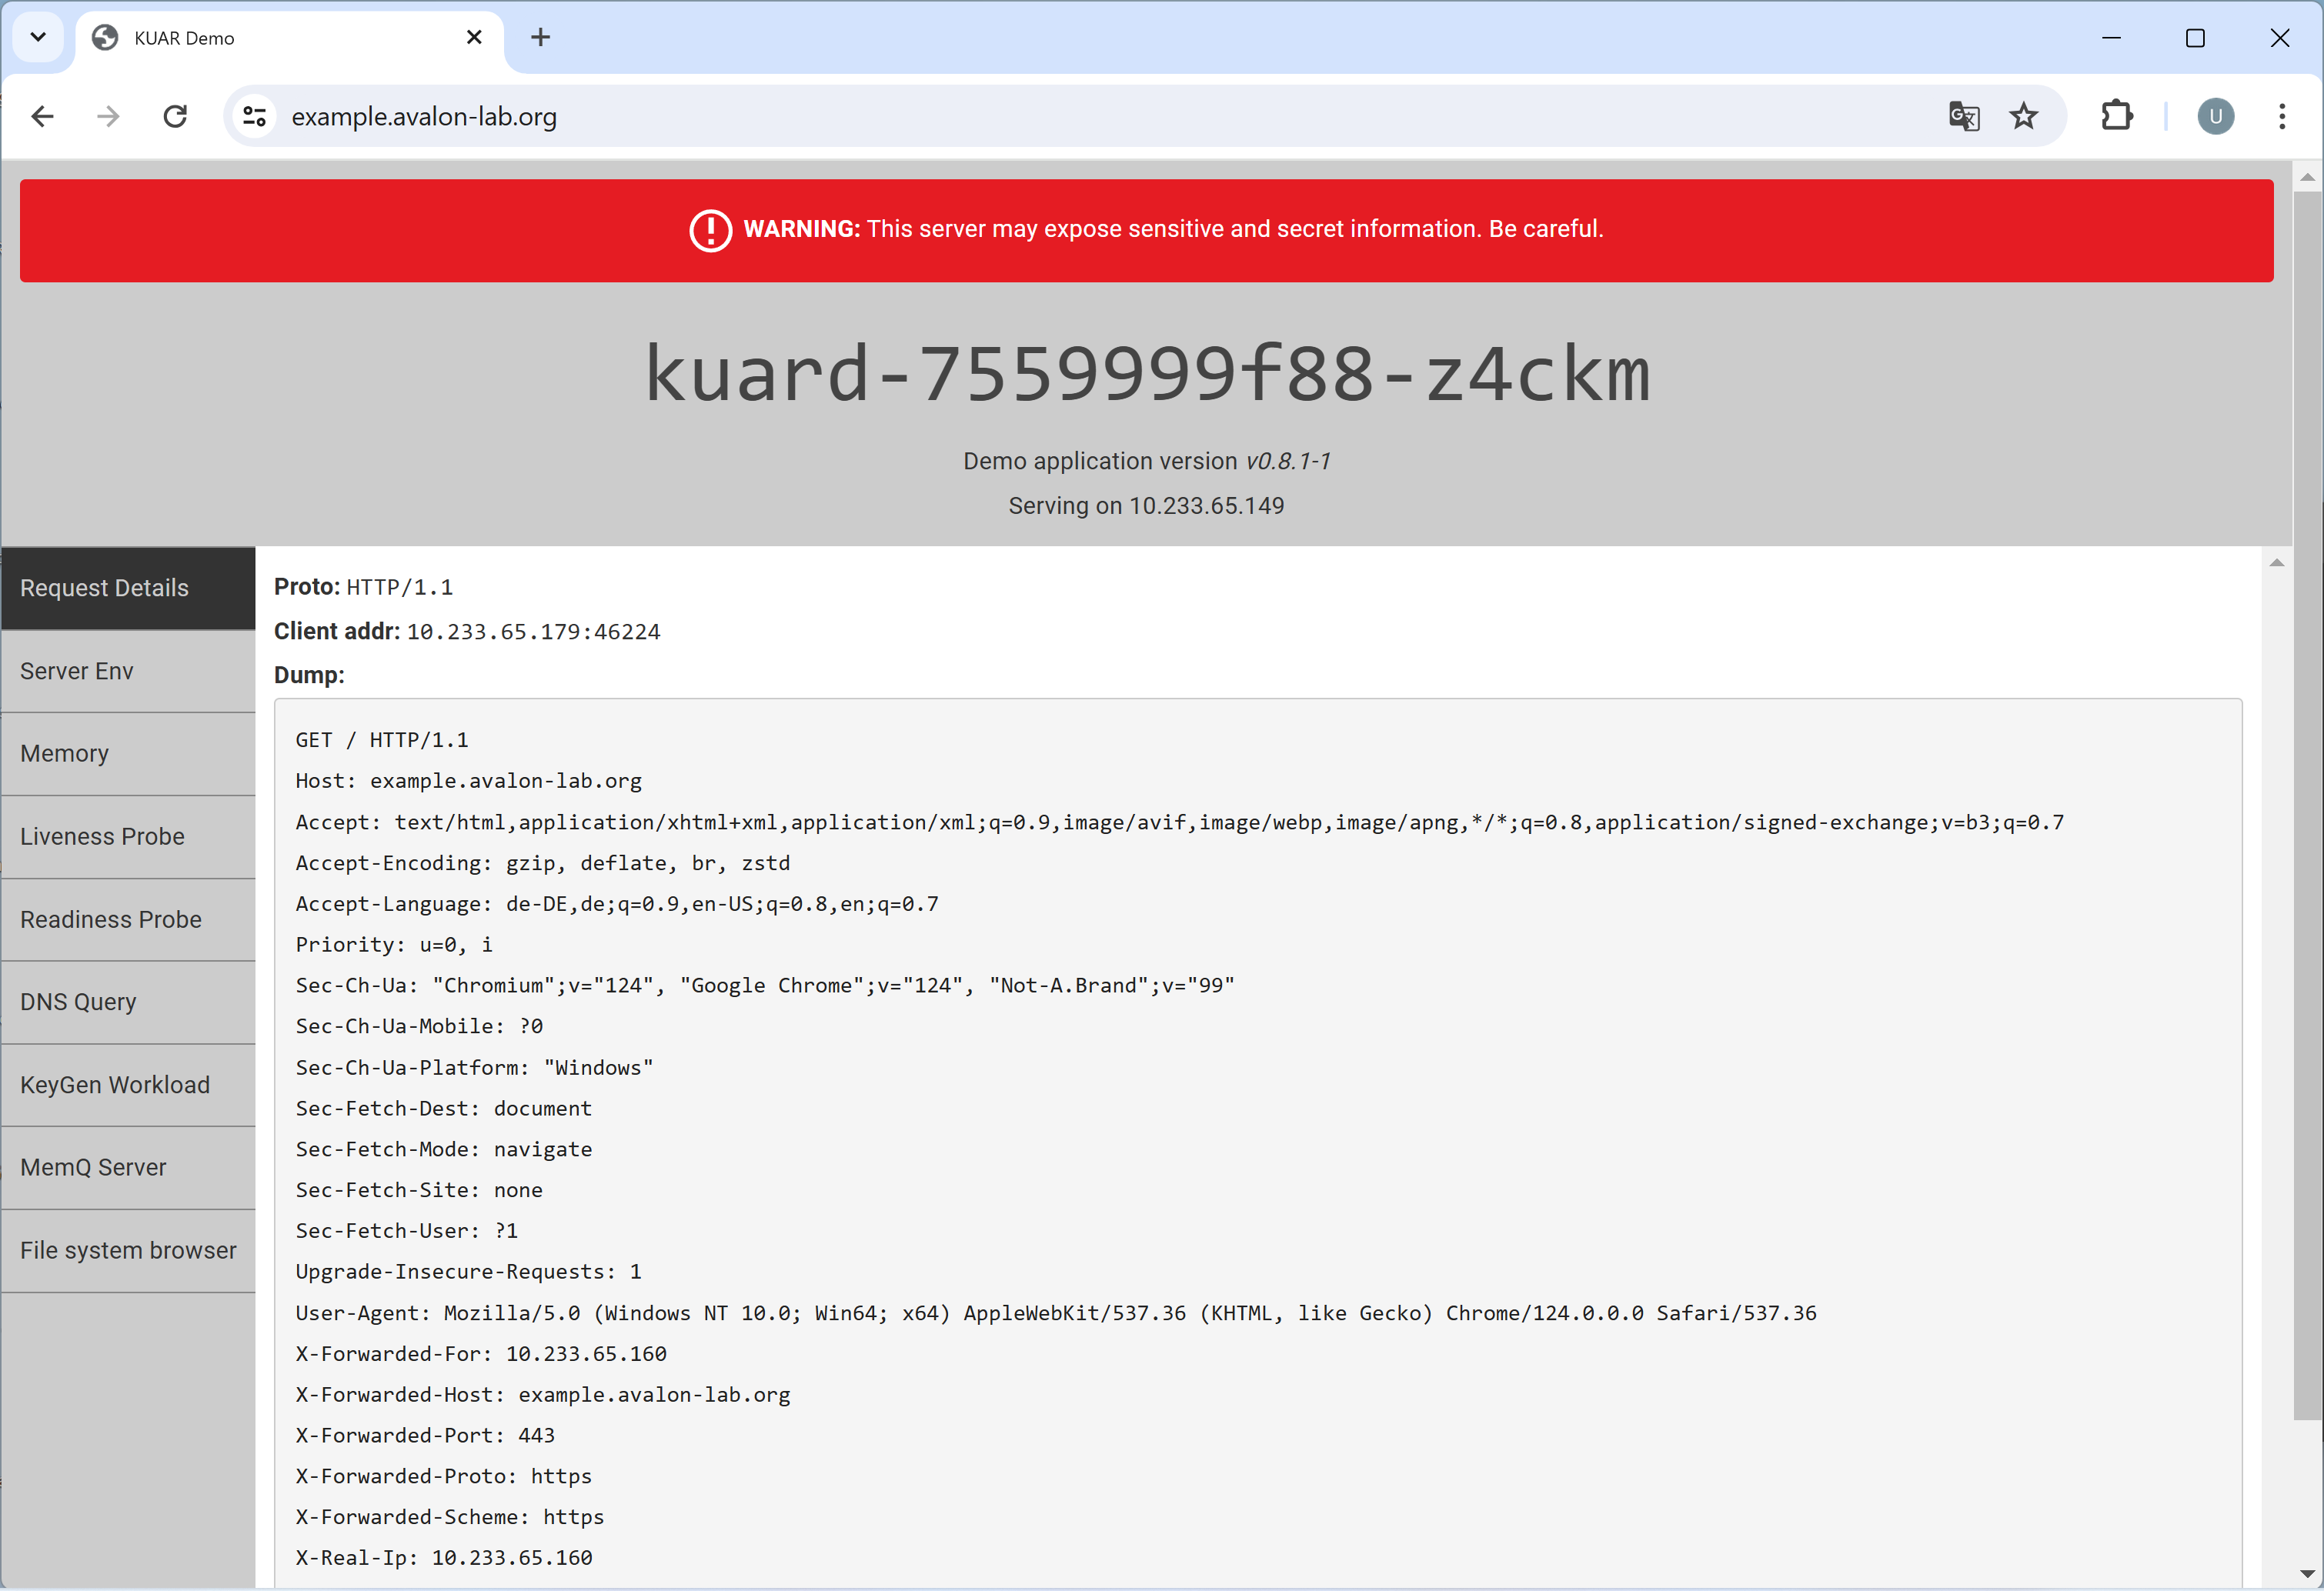 KUAR Demo
example.avalon-lab.org
U
WARNING: This server may expose sensitive and secret information. Be careful.
kuard-7559999f88-z4ckm
Demo application version v0.8.1-1
Serving on 10.233.65.149
Request Details
Server Env
Memory
Liveness Probe
Readiness Probe
DNS Query
KeyGen Workload
MemQ Server
File system browser
Proto: HTTP/1.1
Client addr: 10.233.65.179:46224
Dump:
GET / HTTP/1.1
Host: example.avalon-lab.org
Accept: text/html,application/xhtml+xml,application/xml;q=0.9,image/avif,image/webp,image/apng,*/*;q=0.8,application/signed-exchange;v=b3;q=0.7
Accept-Encoding: gzip, deflate, br, zstd
Accept-Language: de-DE,de;q=0.9,en-US;q=0.8,en;q=0.7
Priority: u=0, i
Sec-Ch-Ua: "Chromium";v="124", "Google Chrome";v="124", "Not-A.Brand";v="99"
Sec-Ch-Ua-Mobile: ?0
Sec-Ch-Ua-Platform: "Windows"
Sec-Fetch-Dest: document
Sec-Fetch-Mode: navigate
Sec-Fetch-Site: none
Sec-Fetch-User: ?1
Upgrade-Insecure-Requests: 1
User-Agent: Mozilla/5.0 (Windows NT 10.0; Win64; x64) AppleWebKit/537.36 (KHTML, like Gecko) Chrome/124.0.0.0 Safari/537.36
X-Forwarded-For: 10.233.65.160
X-Forwarded-Host: example.avalon-lab.org
X-Forwarded-Port: 443
X-Forwarded-Proto: https
X-Forwarded-Scheme: https
X-Real-Ip: 10.233.65.160